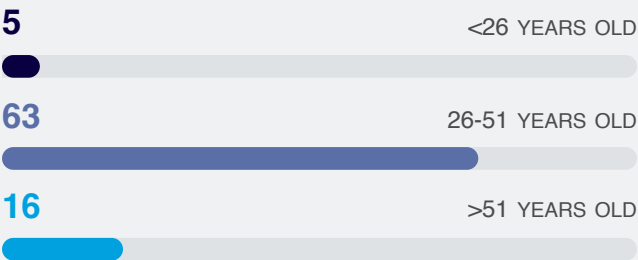 5 <26 YEARS OLD
63 26-51 YEARS OLD
16 >51 YEARS OLD